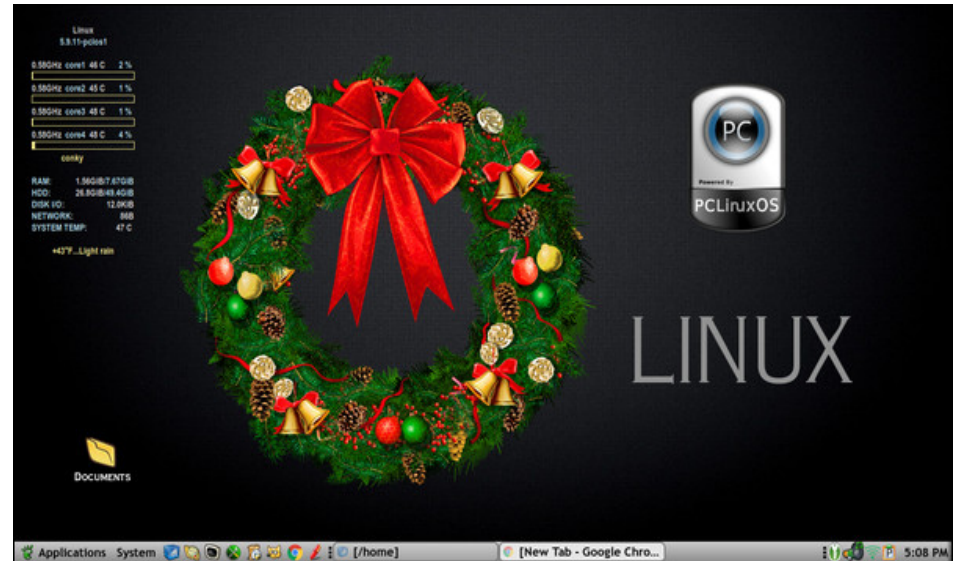 Linux
5.9.11-pclos1
0.58GHz core1 46 C 2 %
0.58GHz core2 45 C 1 %
0.58GHz core3 48 C 1 %
0.58GHz core4 48 C 4 %
conky
RAM: 1.56GiB/7.67GiB
HDD: 26.8GiB/49.4GiB
DISK I/O: 12.0KiB
NETWORK: 86B
SYSTEM TEMP: 47 C
+43°F...Light rain
PC
Powered By
PCLinuxOS
LINUX
DOCUMENTS
Applications System [/home] [New Tab - Google Chro... 5:08 PM